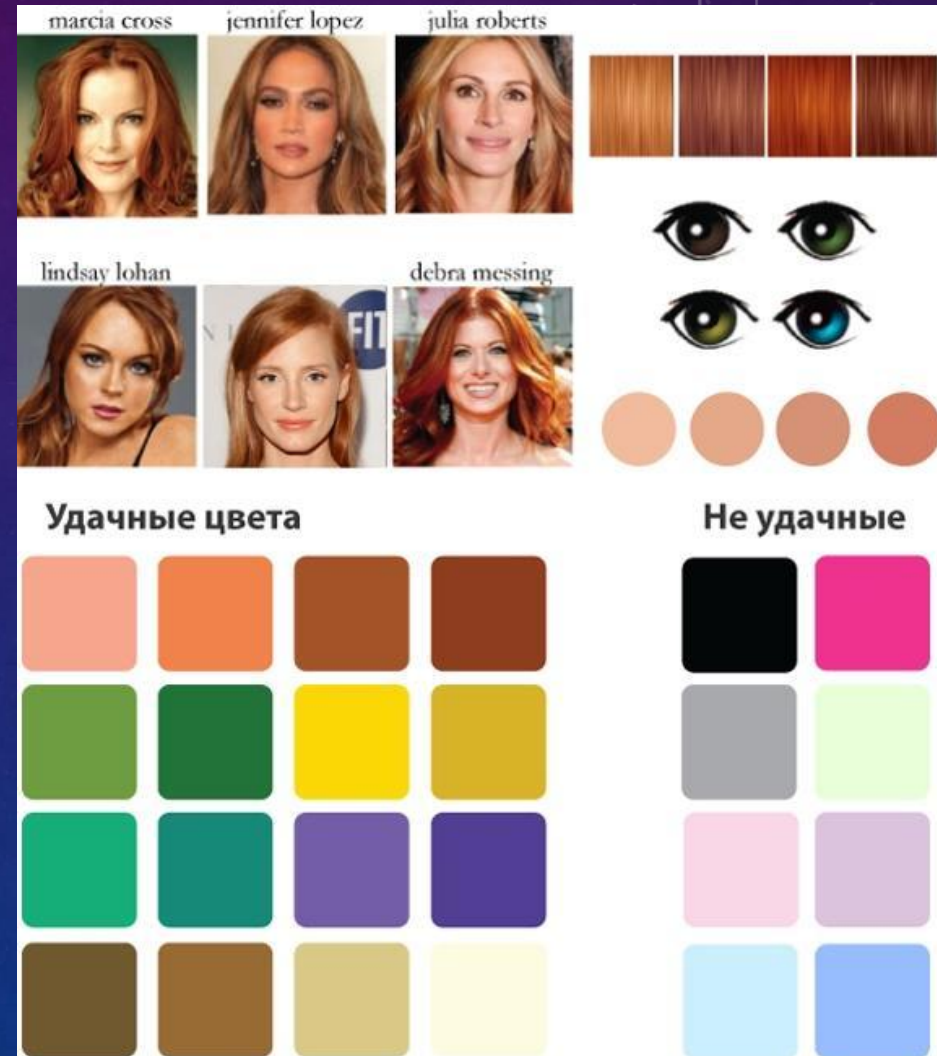 marcia cross
jennifer lopez
julia roberts
lindsay lohan
debra messing
FIT
Удачные цвета
Не удачные